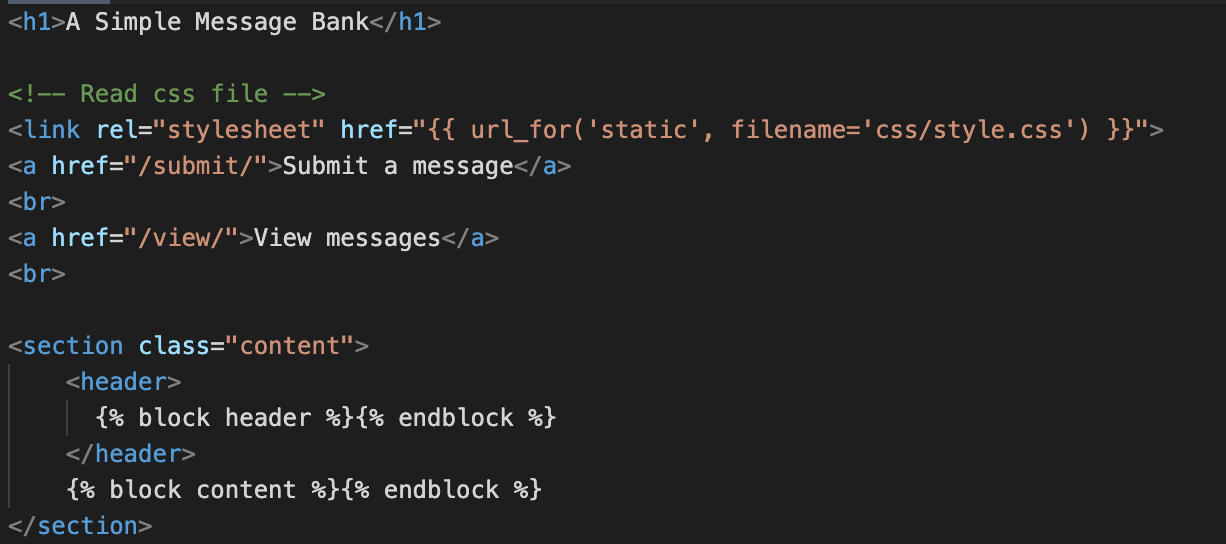 <h1>A Simple Message Bank</h1>
<!-- Read css file -->
<link rel="stylesheet" href="{{ url_for('static', filename='css/style.css') }}">
<a href="/submit/">Submit a message</a>
<br>
<a href="/view/">View messages</a>
<br>
<section class="content">
<header>
{% block header %}{% endblock %}
</header>
{% block content %}{% endblock %}
</section>